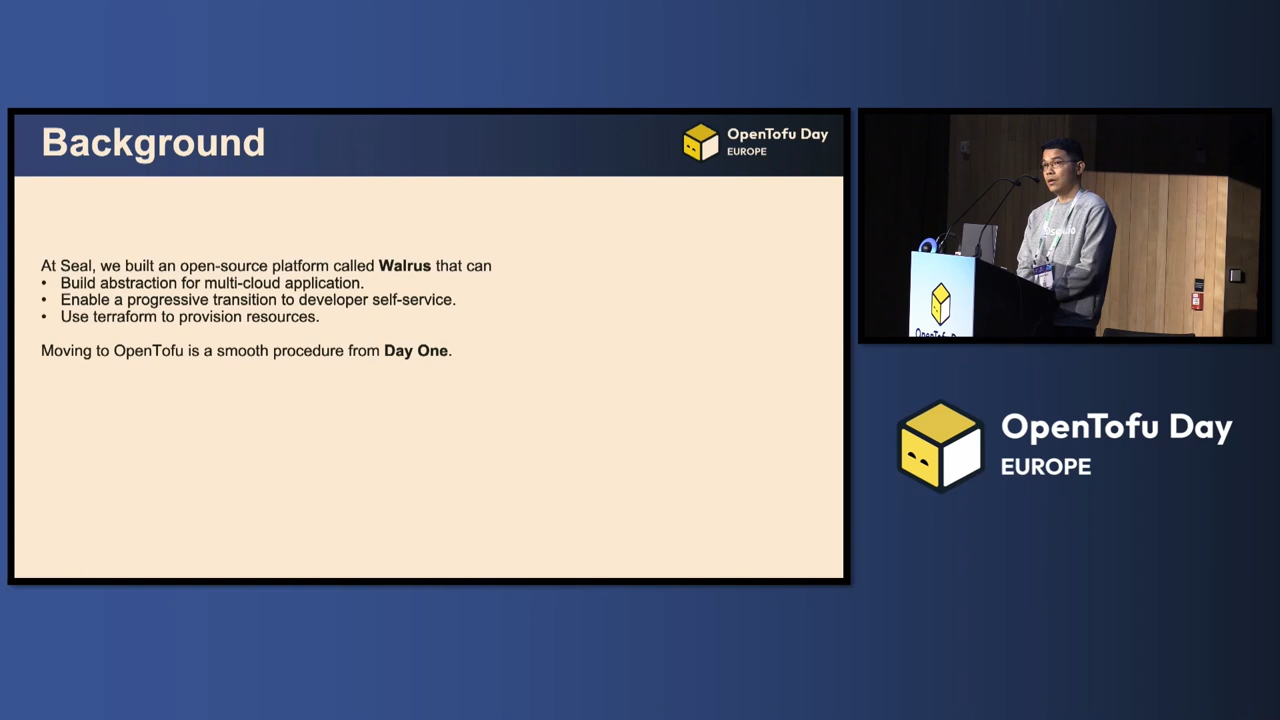 Background
OpenTofu Day
EUROPE
At Seal, we built an open-source platform called Walrus that can
• Build abstraction for multi-cloud application.
• Enable a progressive transition to developer self-service.
• Use terraform to provision resources.
Moving to OpenTofu is a smooth procedure from Day One.
OpenTofu Day
EUROPE